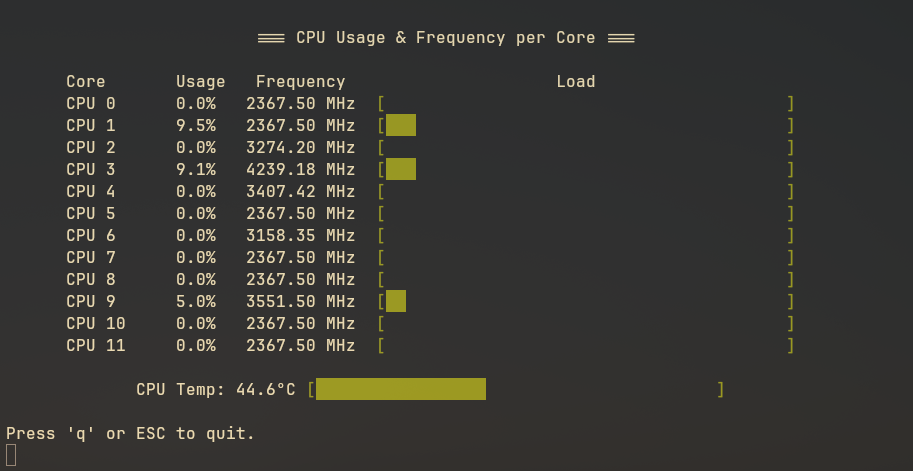 === CPU Usage & Frequency per Core ===
Core Usage Frequency Load
CPU 0 0.0% 2367.50 MHz [ ]
CPU 1 9.5% 2367.50 MHz [ ]
CPU 2 0.0% 3274.20 MHz [ ]
CPU 3 9.1% 4239.18 MHz [ ]
CPU 4 0.0% 3407.42 MHz [ ]
CPU 5 0.0% 2367.50 MHz [ ]
CPU 6 0.0% 3158.35 MHz [ ]
CPU 7 0.0% 2367.50 MHz [ ]
CPU 8 0.0% 2367.50 MHz [ ]
CPU 9 5.0% 3551.50 MHz [ ]
CPU 10 0.0% 2367.50 MHz [ ]
CPU 11 0.0% 2367.50 MHz [ ]
CPU Temp: 44.6°C [ ]
Press 'q' or ESC to quit.